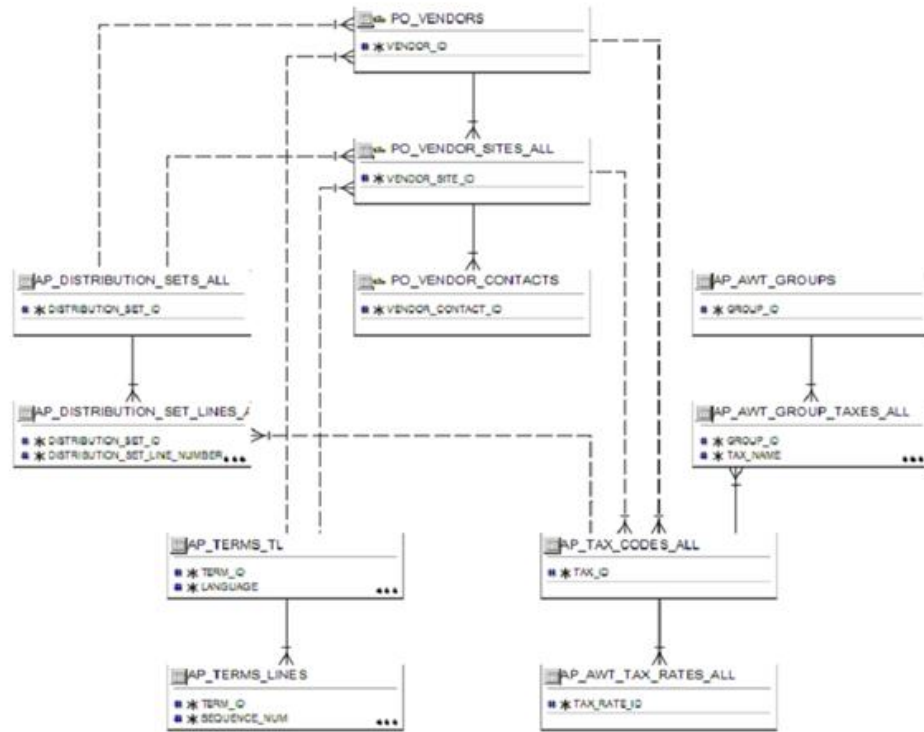 PO_VENDORS
# * VENDOR_ID
PO_VENDOR_SITES_ALL
# * VENDOR_SITE_ID
AP_DISTRIBUTION_SETS_ALL
# * DISTRIBUTION_SET_ID
PO_VENDOR_CONTACTS
# * VENDOR_CONTACT_ID
AP_AWT_GROUPS
# * GROUP_ID
AP_DISTRIBUTION_SET_LINES_A
# * DISTRIBUTION_SET_ID
# * DISTRIBUTION_SET_LINE_NUMBER...
AP_AWT_GROUP_TAXES_ALL
# * GROUP_ID
# * TAX_NAME ...
AP_TERMS_TL
# * TERM_ID
# * LANGUAGE ...
AP_TAX_CODES_ALL
# * TAX_ID
AP_TERMS_LINES
# * TERM_ID
# * SEQUENCE_NUM ...
AP_AWT_TAX_RATES_ALL
# * TAX_RATE_ID